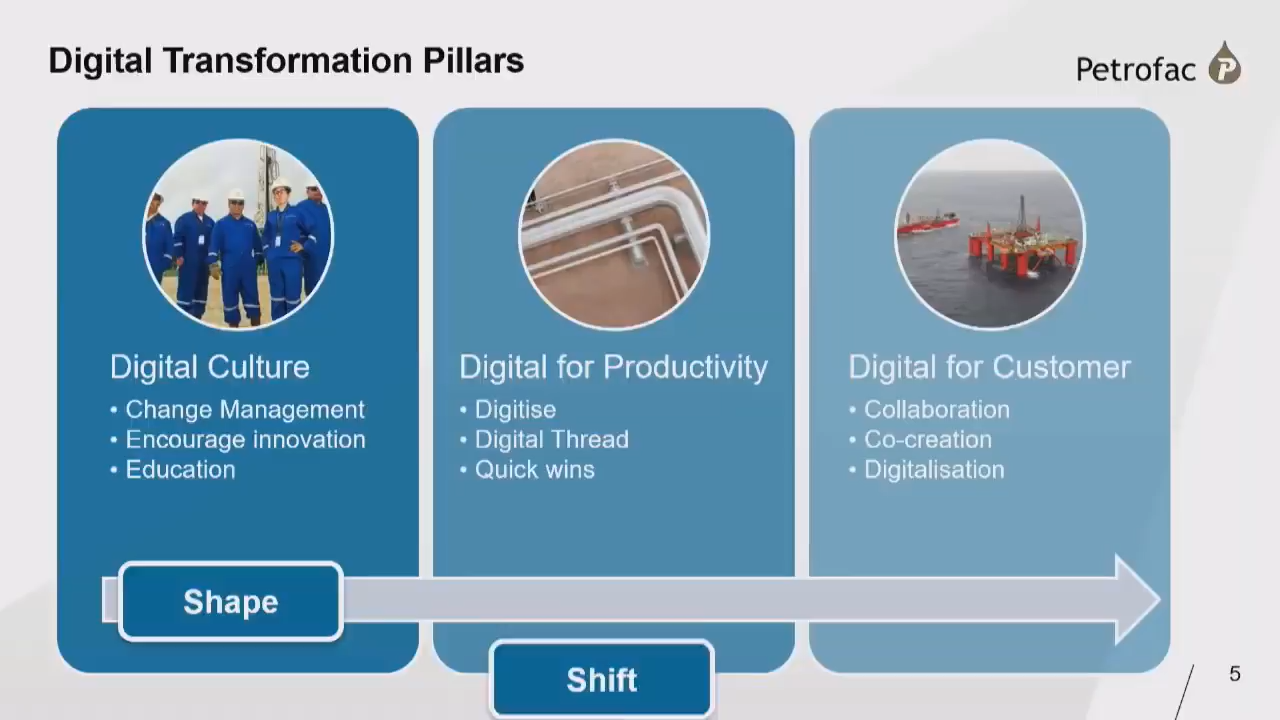 Digital Transformation Pillars
Petrofac
Digital Culture
• Change Management
• Encourage innovation
• Education
Digital for Productivity
• Digitise
• Digital Thread
• Quick wins
Digital for Customer
• Collaboration
• Co-creation
• Digitalisation
Shape
Shift
5